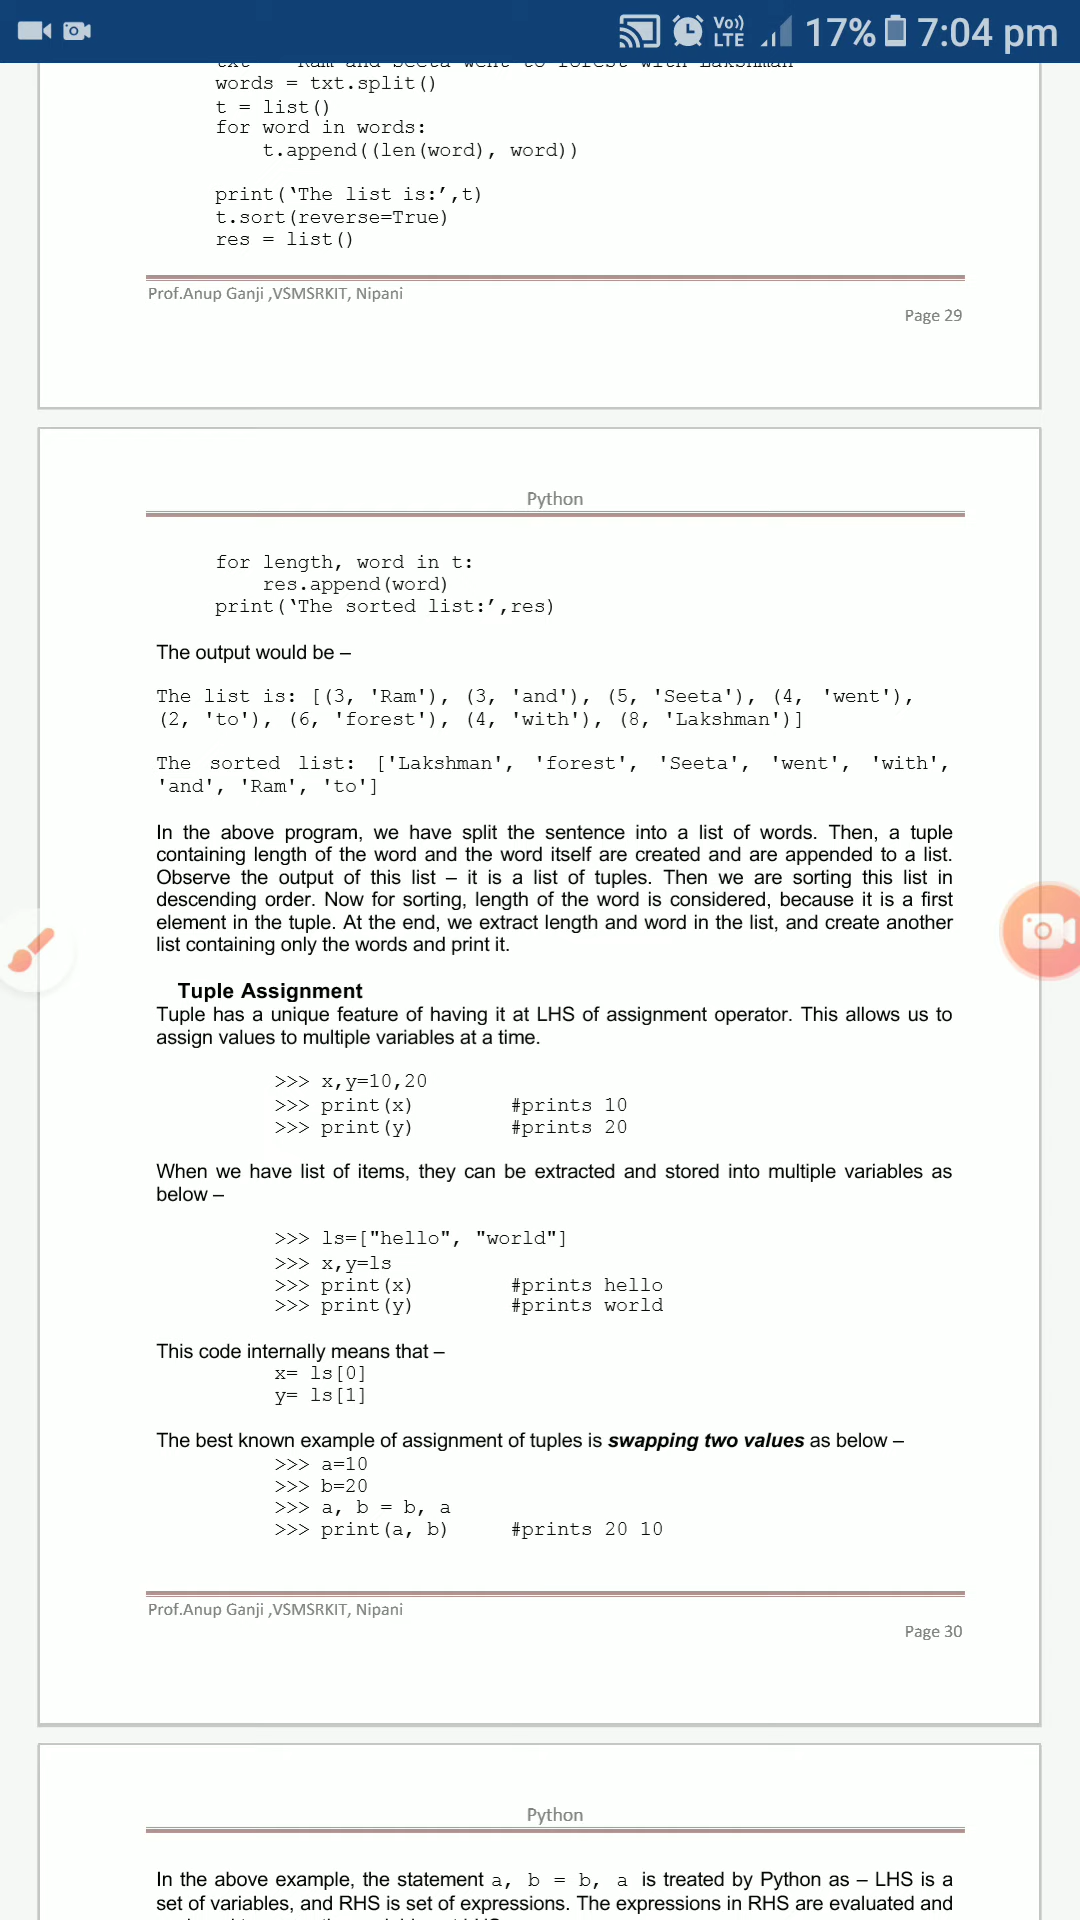 Vo)) LTE 17% 7:04 pm
txt Ram and Seeta went to forest with Lakshman
words = txt.split()
t = list()
for word in words:
t.append((len(word), word))
print(‘The list is:’,t)
t.sort(reverse=True)
res = list()
Prof.Anup Ganji ,VSMSRKIT, Nipani
Page 29
Python
for length, word in t:
res.append(word)
print(‘The sorted list:’,res)
The output would be –
The list is: [(3, 'Ram'), (3, 'and'), (5, 'Seeta'), (4, 'went'),
(2, 'to'), (6, 'forest'), (4, 'with'), (8, 'Lakshman')]
The sorted list: ['Lakshman', 'forest', 'Seeta', 'went', 'with',
'and', 'Ram', 'to']
In the above program, we have split the sentence into a list of words. Then, a tuple
containing length of the word and the word itself are created and are appended to a list.
Observe the output of this list – it is a list of tuples. Then we are sorting this list in
descending order. Now for sorting, length of the word is considered, because it is a first
element in the tuple. At the end, we extract length and word in the list, and create another
list containing only the words and print it.
Tuple Assignment
Tuple has a unique feature of having it at LHS of assignment operator. This allows us to
assign values to multiple variables at a time.
>>> x,y=10,20
>>> print(x) #prints 10
>>> print(y) #prints 20
When we have list of items, they can be extracted and stored into multiple variables as
below –
>>> ls=["hello", "world"]
>>> x,y=ls
>>> print(x) #prints hello
>>> print(y) #prints world
This code internally means that –
x= ls[0]
y= ls[1]
The best known example of assignment of tuples is swapping two values as below –
>>> a=10
>>> b=20
>>> a, b = b, a
>>> print(a, b) #prints 20 10
Prof.Anup Ganji ,VSMSRKIT, Nipani
Page 30
Python
In the above example, the statement a, b = b, a is treated by Python as – LHS is a
set of variables, and RHS is set of expressions. The expressions in RHS are evaluated and